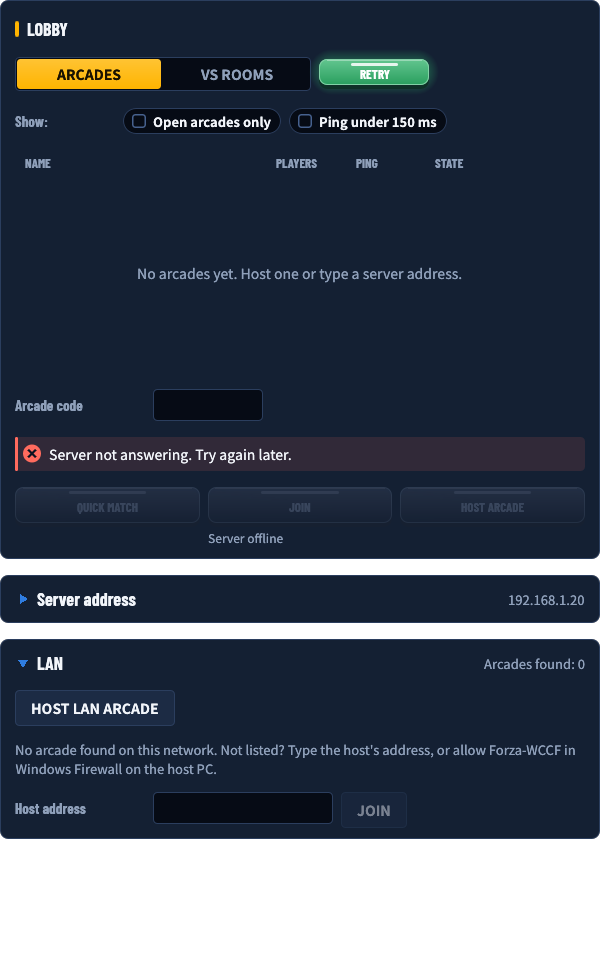 LOBBY
ARCADES
VS ROOMS
RETRY
Show:
Open arcades only
Ping under 150 ms
NAME
PLAYERS
PING
STATE
No arcades yet. Host one or type a server address.
Arcade code
Server not answering. Try again later.
QUICK MATCH
JOIN
HOST ARCADE
Server offline
Server address
192.168.1.20
LAN
Arcades found: 0
HOST LAN ARCADE
No arcade found on this network. Not listed? Type the host's address, or allow Forza-WCCF in
Windows Firewall on the host PC.
Host address
JOIN